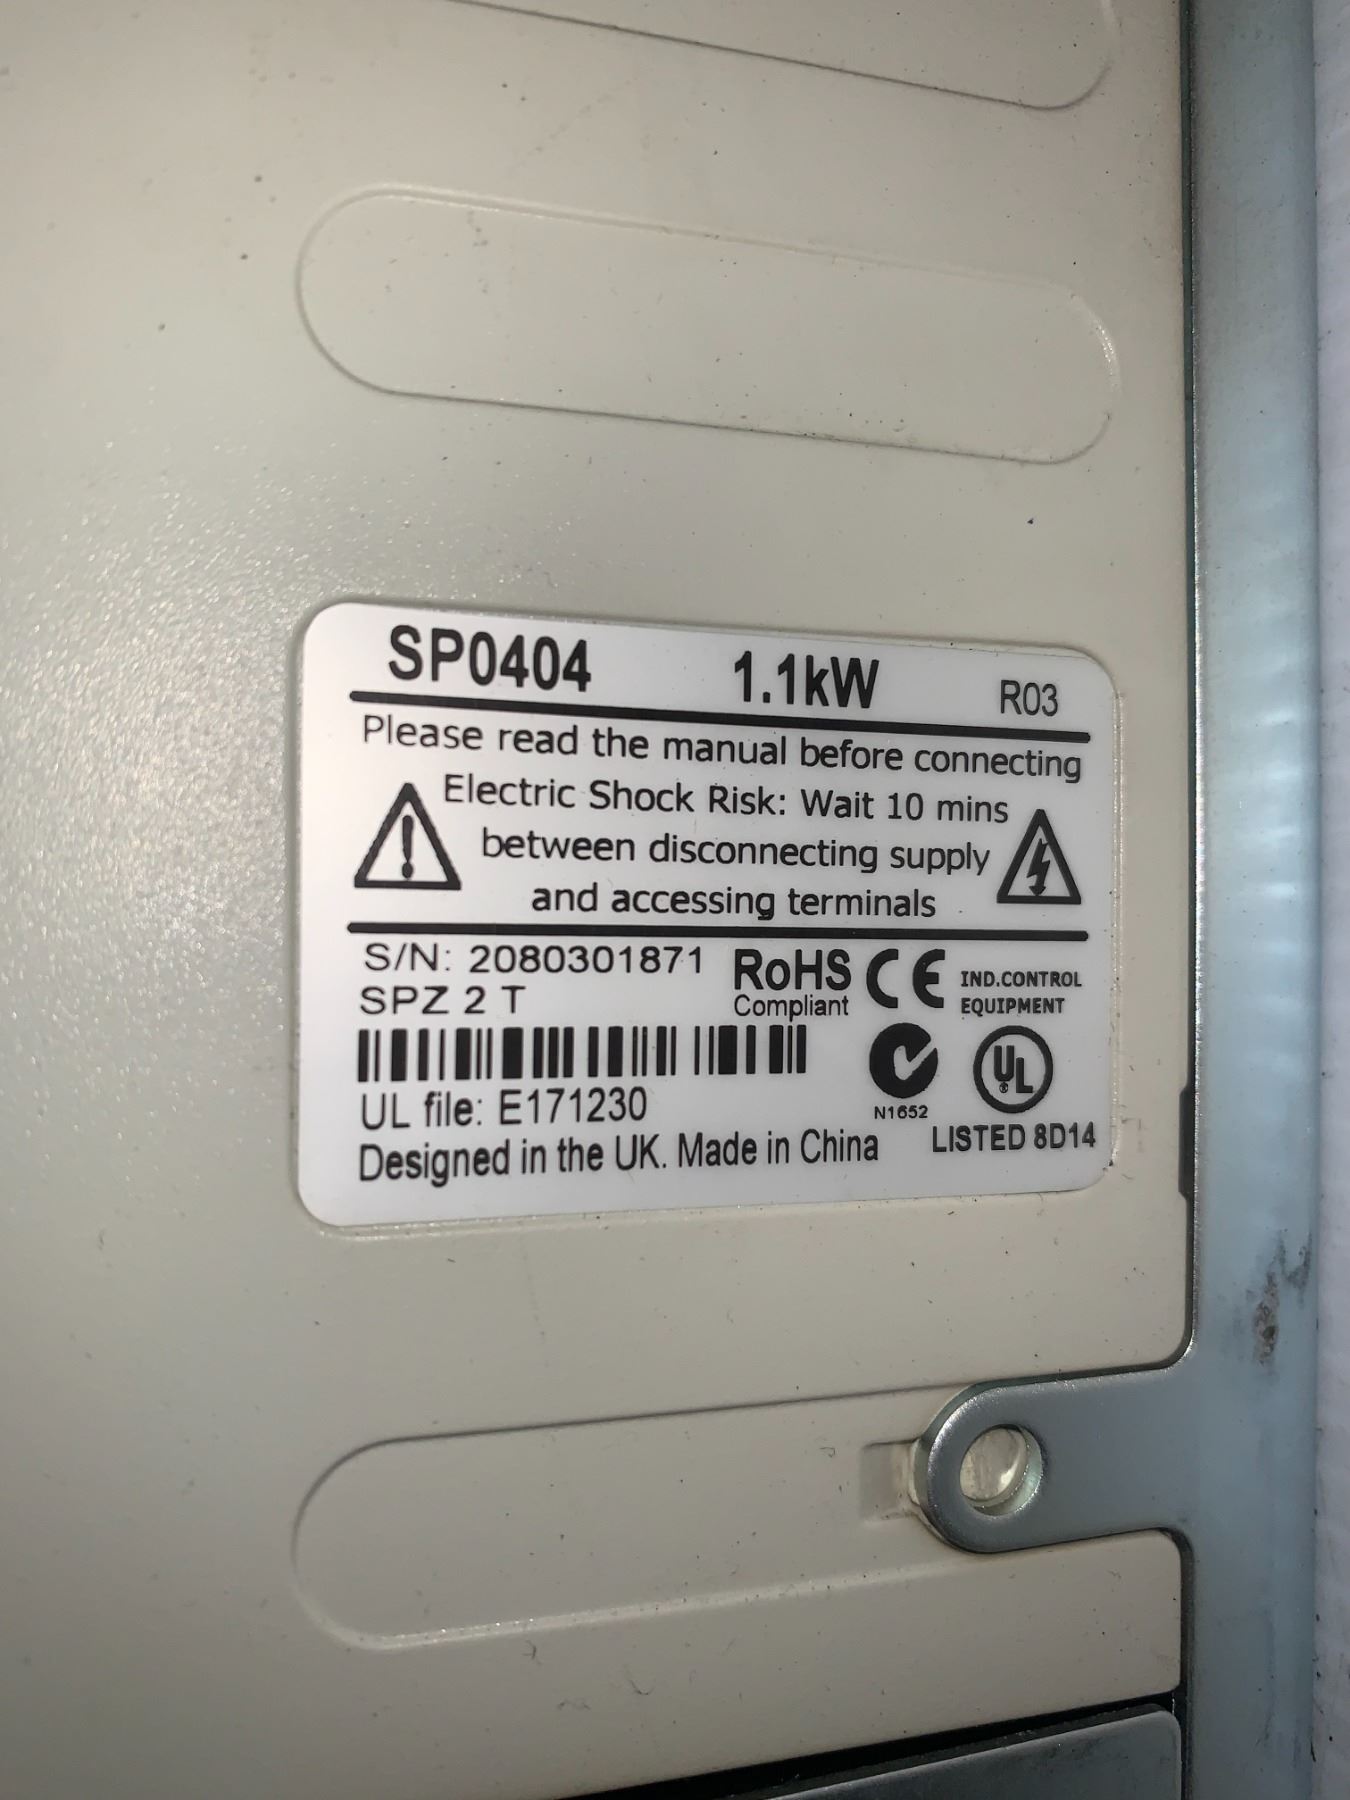 SP0404 1.1kW R03
Please read the manual before connecting
Electric Shock Risk: Wait 10 mins
between disconnecting supply
and accessing terminals
S/N: 2080301871
SPZ 2 T
RoHS
Compliant
CE
IND.CONTROL
EQUIPMENT
N1652
UL
®
LISTED 8D14
UL file: E171230
Designed in the UK. Made in China